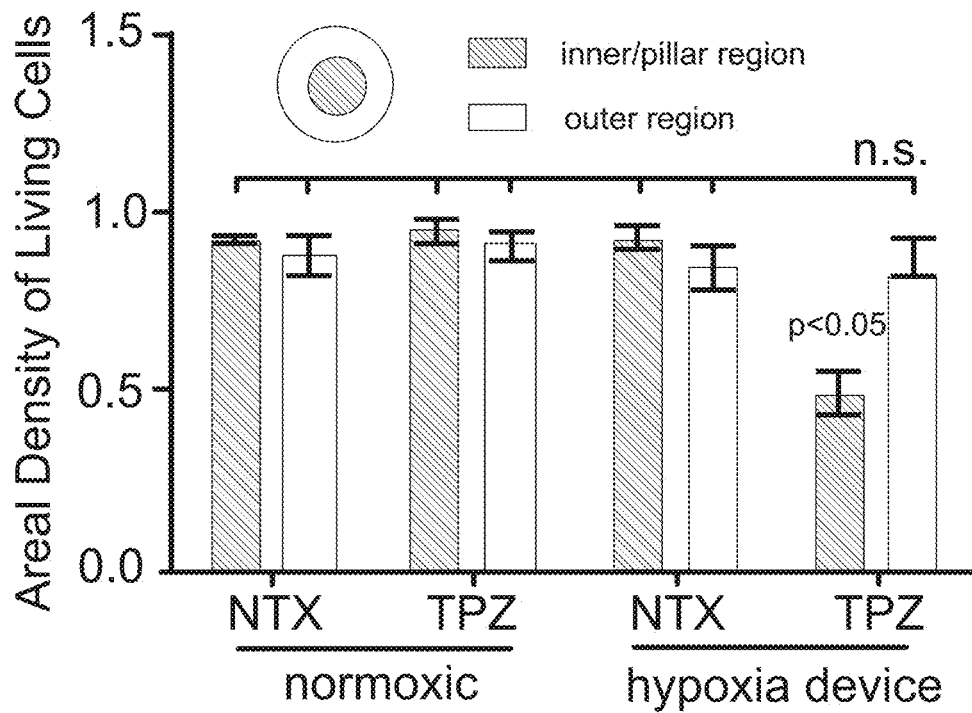 Areal Density of Living Cells
1.5
1.0
0.5
0.0
inner/pillar region
outer region
n.s.
p<0.05
NTX TPZ NTX TPZ
normoxic hypoxia device